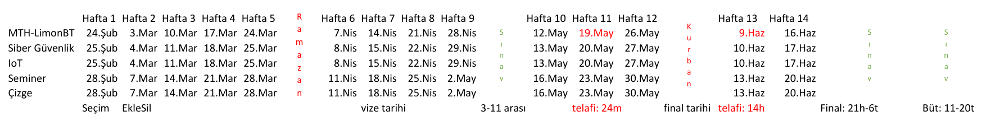 Hafta 1 Hafta 2 Hafta 3 Hafta 4 Hafta 5 Ramazan Hafta 6 Hafta 7 Hafta 8 Hafta 9 Sınav Hafta 10 Hafta 11 Hafta 12 Kurban Hafta 13 Hafta 14 Sınav Sınav
MTH-LimonBT 24.Şub 3.Mar 10.Mar 17.Mar 24.Mar 7.Nis 14.Nis 21.Nis 28.Nis 12.May 19.May 26.May 9.Haz 16.Haz
Siber Güvenlik 25.Şub 4.Mar 11.Mar 18.Mar 25.Mar 8.Nis 15.Nis 22.Nis 29.Nis 13.May 20.May 27.May 10.Haz 17.Haz
IoT 25.Şub 4.Mar 11.Mar 18.Mar 25.Mar 8.Nis 15.Nis 22.Nis 29.Nis 13.May 20.May 27.May 10.Haz 17.Haz
Seminer 28.Şub 7.Mar 14.Mar 21.Mar 28.Mar 11.Nis 18.Nis 25.Nis 2.May 16.May 23.May 30.May 13.Haz 20.Haz
Çizge 28.Şub 7.Mar 14.Mar 21.Mar 28.Mar 11.Nis 18.Nis 25.Nis 2.May 16.May 23.May 30.May 13.Haz 20.Haz
Seçim EkleSil vize tarihi 3-11 arası telafi: 24m final tarihi telafi: 14h Final: 21h-6t Büt: 11-20t